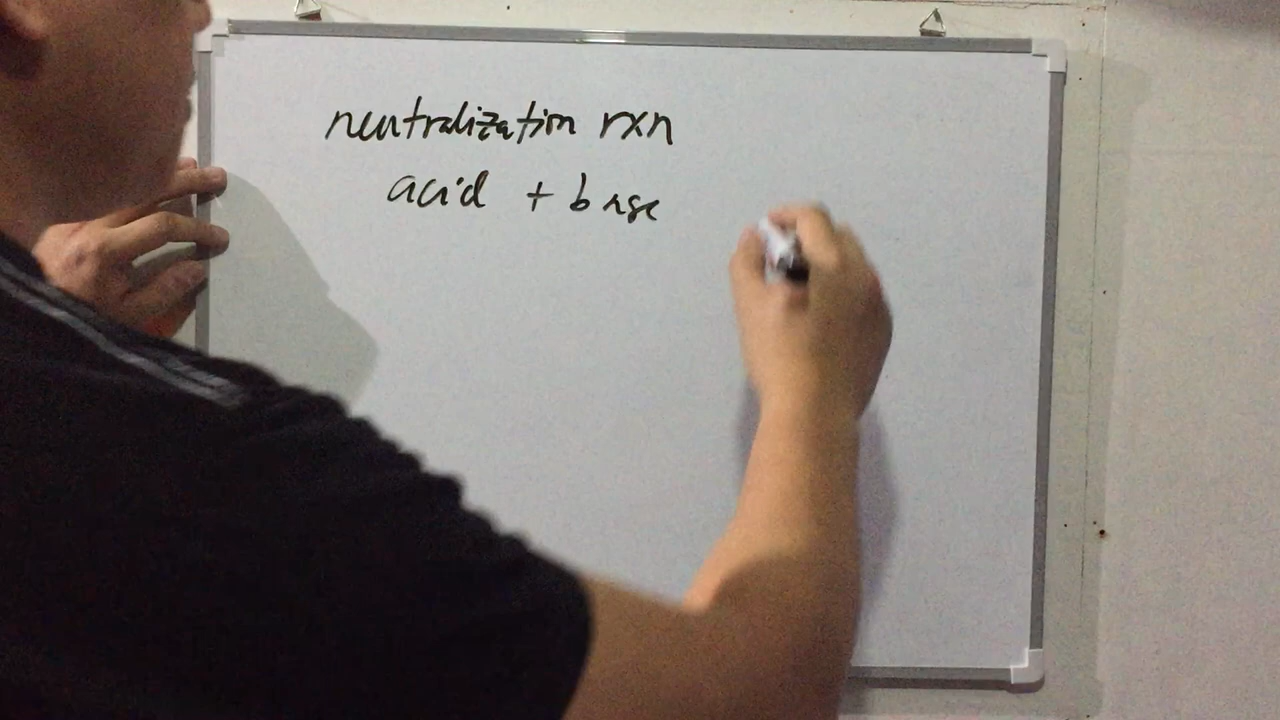 neutralization rxn
acid + base